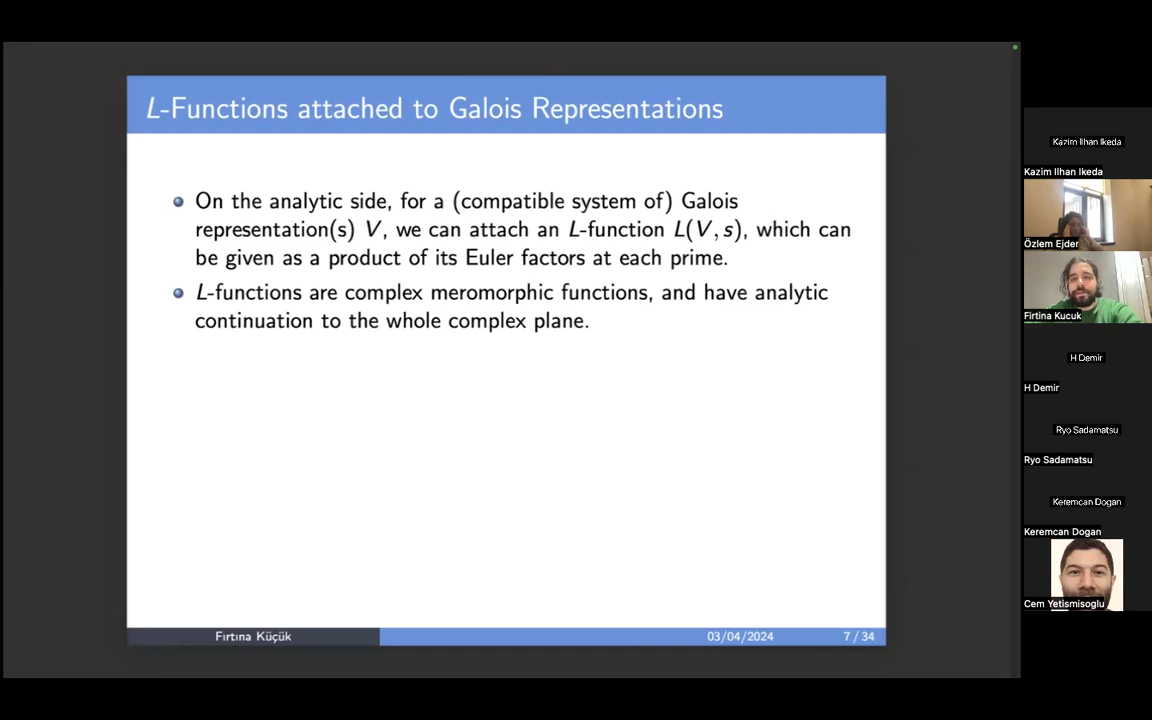 L-Functions attached to Galois Representations
On the analytic side, for a (compatible system of) Galois
representation(s) V, we can attach an L-function L(V, s), which can
be given as a product of its Euler factors at each prime.
L-functions are complex meromorphic functions, and have analytic
continuation to the whole complex plane.
Fırtına Küçük
03/04/2024
7 / 34
Kazim Ilhan Ikeda
Kazim Ilhan Ikeda
Özlem Ejder
Firtina Kucuk
H Demir
H Demir
Ryo Sadamatsu
Ryo Sadamatsu
Keremcan Dogan
Keremcan Dogan
Cem Yetismisoglu